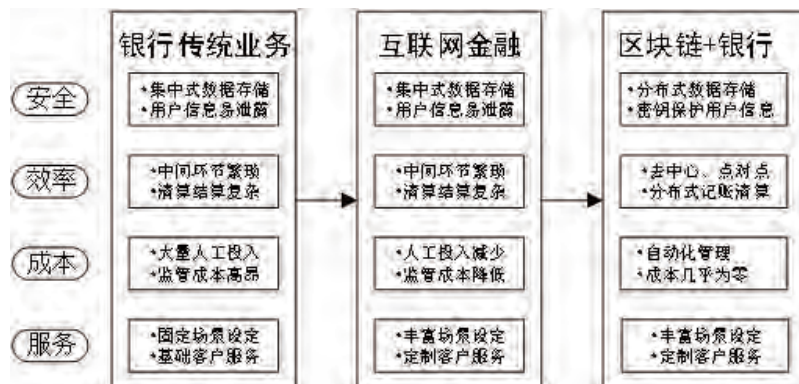 银行传统业务
互联网金融
区块链+银行
安全
•集中式数据存储
•用户信息易泄露
•集中式数据存储
•用户信息易泄露
•分布式数据存储
•密钥保护用户信息
效率
•中间环节繁琐
•清算结算复杂
•中间环节繁琐
•清算结算复杂
•去中心、点对点
•分布式记账清算
成本
•大量人工投入
•监管成本高昂
•人工投入减少
•监管成本降低
•自动化管理
•成本几乎为零
服务
•固定场景设定
•基础客户服务
•丰富场景设定
•定制客户服务
•丰富场景设定
•定制客户服务